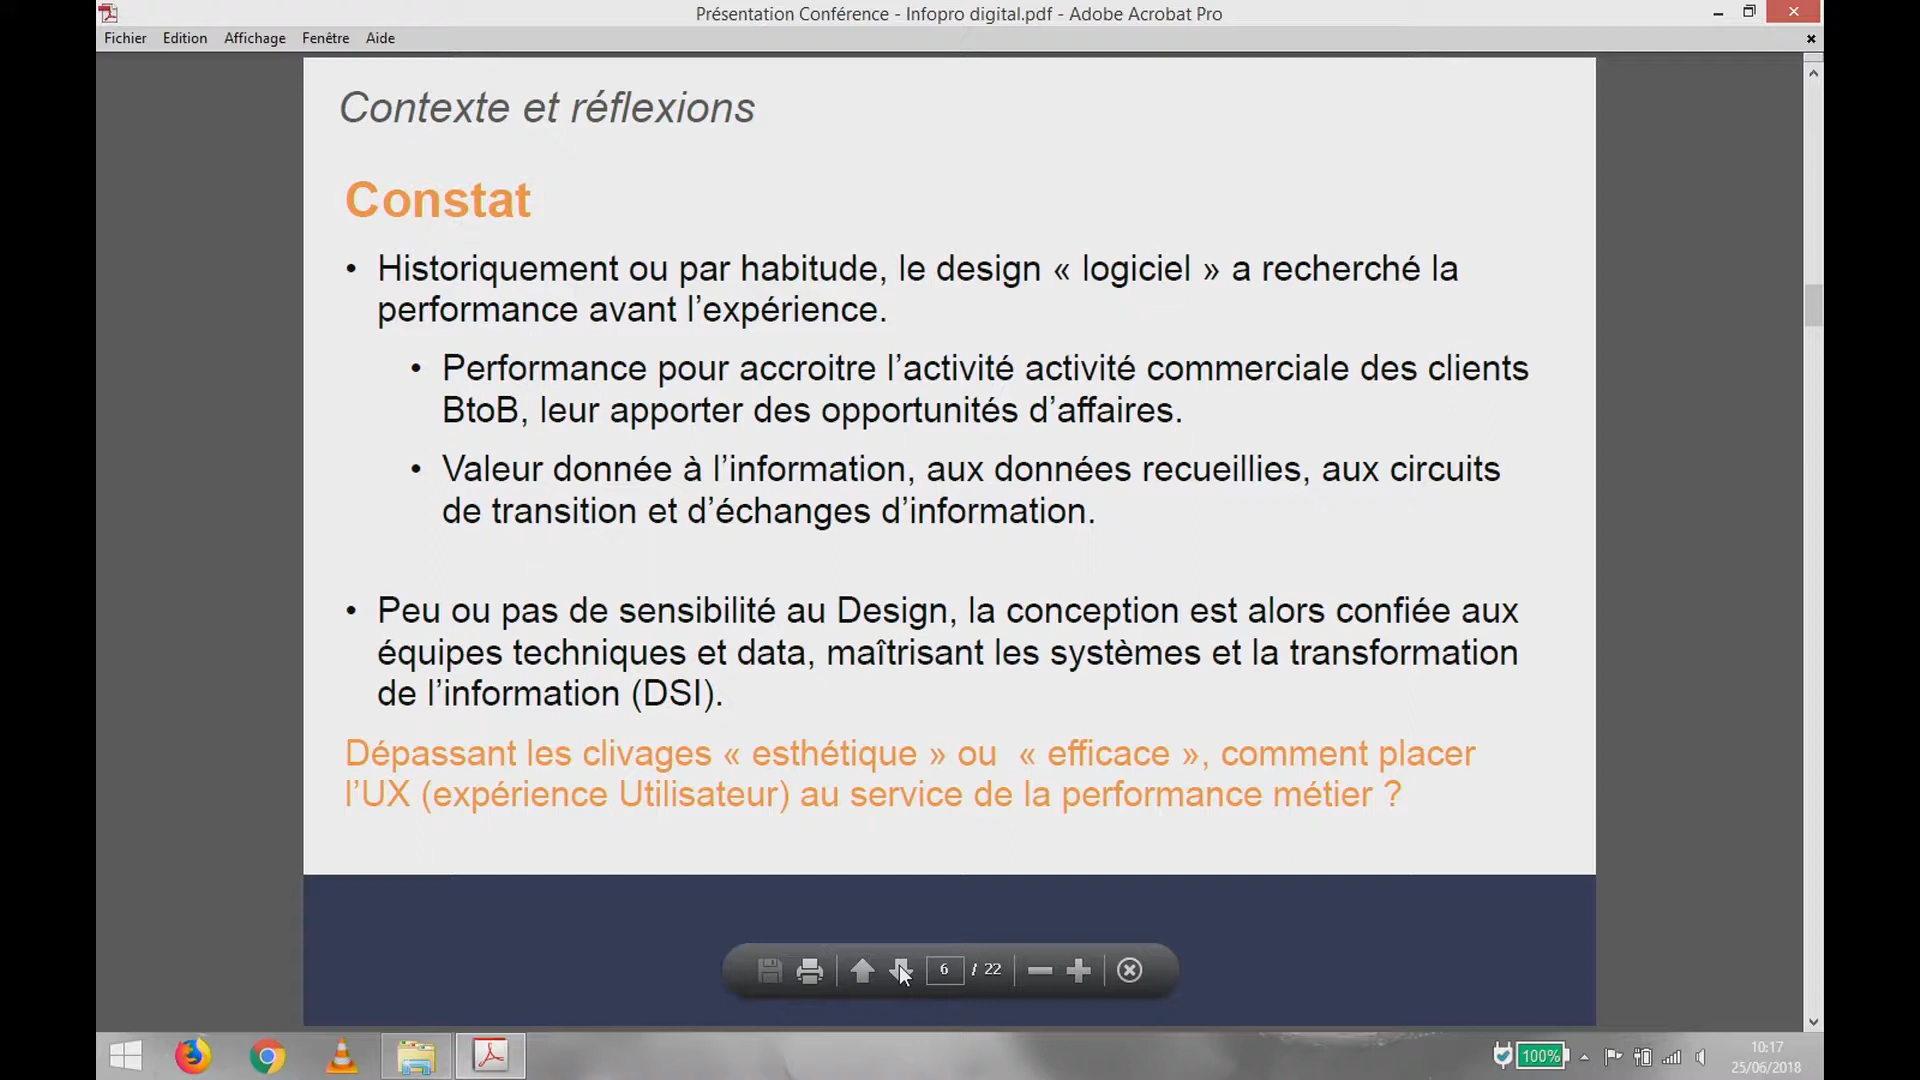 Présentation Conférence - Infopro digital.pdf - Adobe Acrobat Pro
Fichier Edition Affichage Fenêtre Aide
Contexte et réflexions
Constat
• Historiquement ou par habitude, le design « logiciel » a recherché la
performance avant l’expérience.
• Performance pour accroitre l’activité activité commerciale des clients
BtoB, leur apporter des opportunités d’affaires.
• Valeur donnée à l’information, aux données recueillies, aux circuits
de transition et d’échanges d’information.
• Peu ou pas de sensibilité au Design, la conception est alors confiée aux
équipes techniques et data, maîtrisant les systèmes et la transformation
de l’information (DSI).
Dépassant les clivages « esthétique » ou « efficace », comment placer
l’UX (expérience Utilisateur) au service de la performance métier ?
6 / 22
100%
10:17
25/06/2018